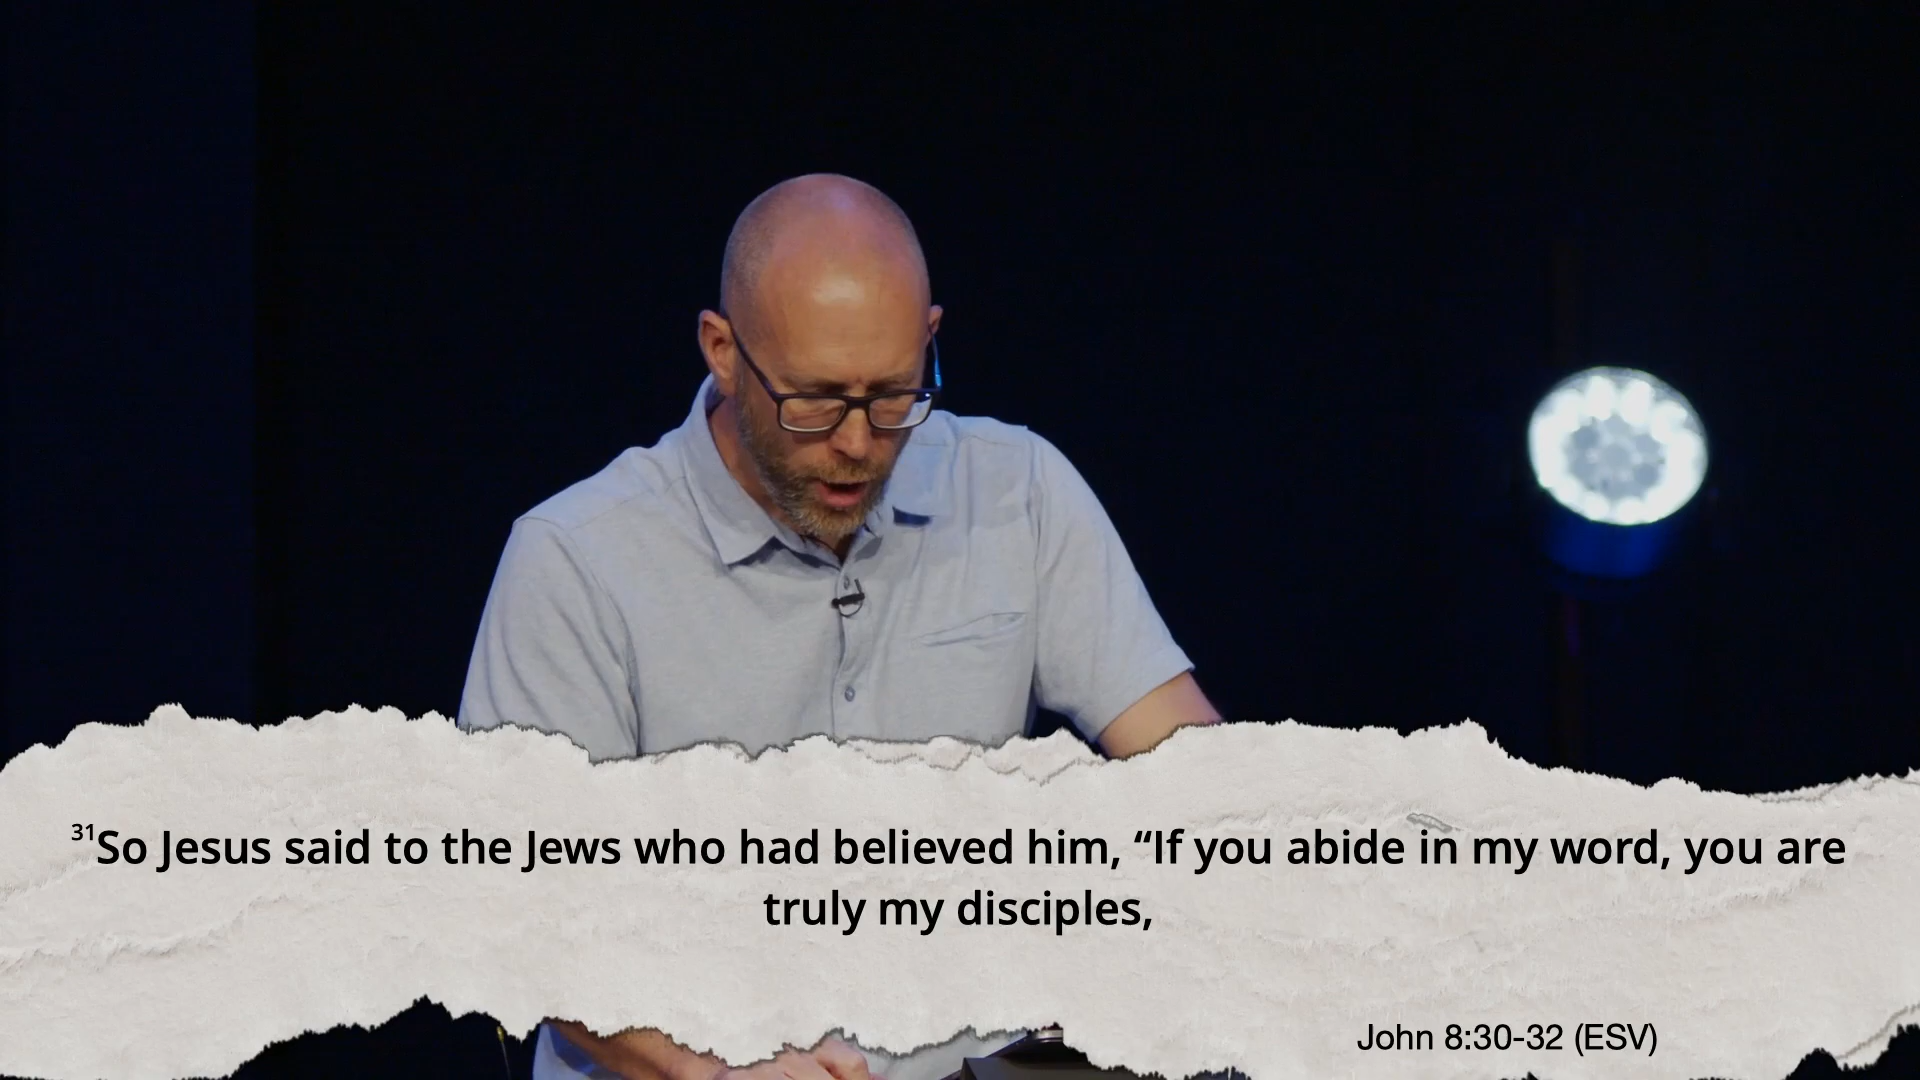 ³¹So Jesus said to the Jews who had believed him, “If you abide in my word, you are
truly my disciples,
John 8:30-32 (ESV)